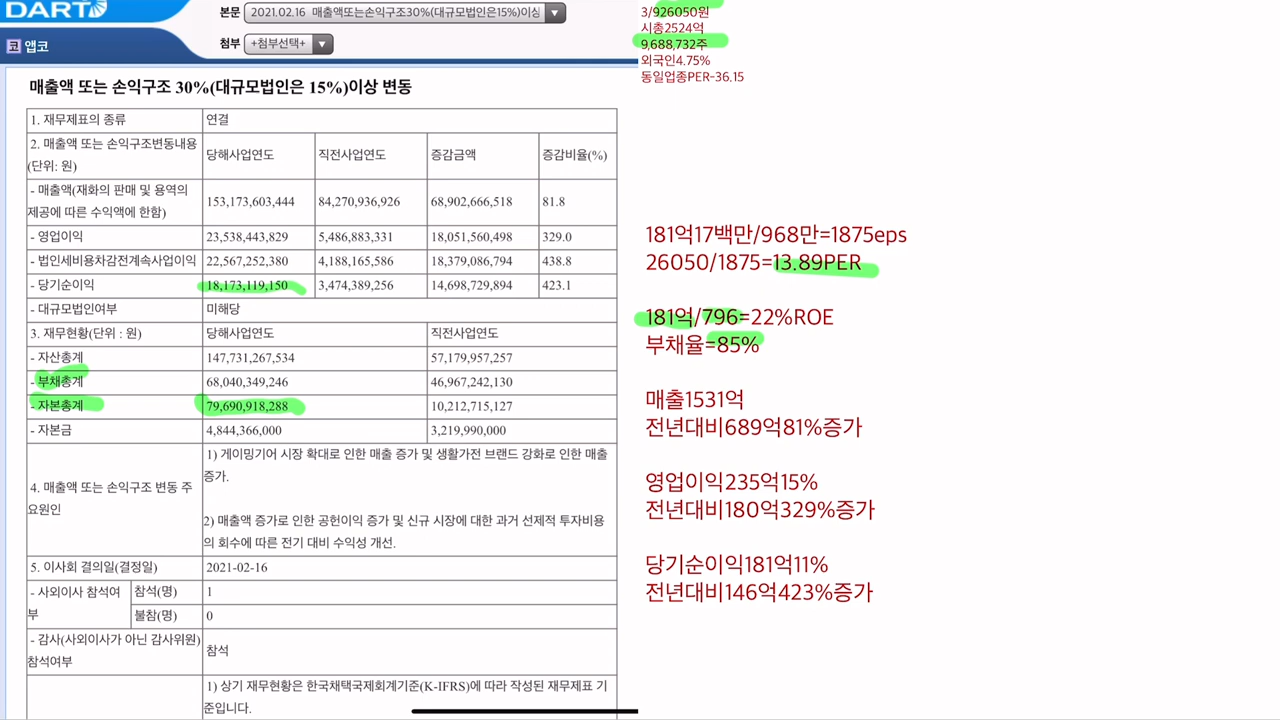 DART
본문 2021.02.16 매출액또는손익구조30%(대규모법인은15%)이상
첨부 +첨부선택+
코 앱코
매출액 또는 손익구조 30%(대규모법인은 15%)이상 변동
1. 재무제표의 종류 연결
2. 매출액 또는 손익구조변동내용(단위: 원) 당해사업연도 직전사업연도 증감금액 증감비율(%)
- 매출액(재화의 판매 및 용역의 제공에 따른 수익액에 한함) 153,173,603,444 84,270,936,926 68,902,666,518 81.8
- 영업이익 23,538,443,829 5,486,883,331 18,051,560,498 329.0
- 법인세비용차감전계속사업이익 22,567,252,380 4,188,165,586 18,379,086,794 438.8
- 당기순이익 18,173,119,150 3,474,389,256 14,698,729,894 423.1
- 대규모법인여부 미해당
3. 재무현황(단위 : 원) 당해사업연도 직전사업연도
- 자산총계 147,731,267,534 57,179,957,257
- 부채총계 68,040,349,246 46,967,242,130
- 자본총계 79,690,918,288 10,212,715,127
- 자본금 4,844,366,000 3,219,990,000
4. 매출액 또는 손익구조 변동 주요원인
1) 게이밍기어 시장 확대로 인한 매출 증가 및 생활가전 브랜드 강화로 인한 매출
증가.
2) 매출액 증가로 인한 공헌이익 증가 및 신규 시장에 대한 과거 선제적 투자비용
의 회수에 따른 전기 대비 수익성 개선.
5. 이사회 결의일(결정일) 2021-02-16
- 사외이사 참석여부 참석(명) 1
불참(명) 0
- 감사(사외이사가 아닌 감사위원)참석여부 참석
1) 상기 재무현황은 한국채택국제회계기준(K-IFRS)에 따라 작성된 재무제표 기
준입니다.
3/926050원
시총2524억
9,688,732주
외국인4.75%
동일업종PER-36.15
181억17백만/968만=1875eps
26050/1875=13.89PER
181억/796=22%ROE
부채율=85%
매출1531억
전년대비689억81%증가
영업이익235억15%
전년대비180억329%증가
당기순이익181억11%
전년대비146억423%증가